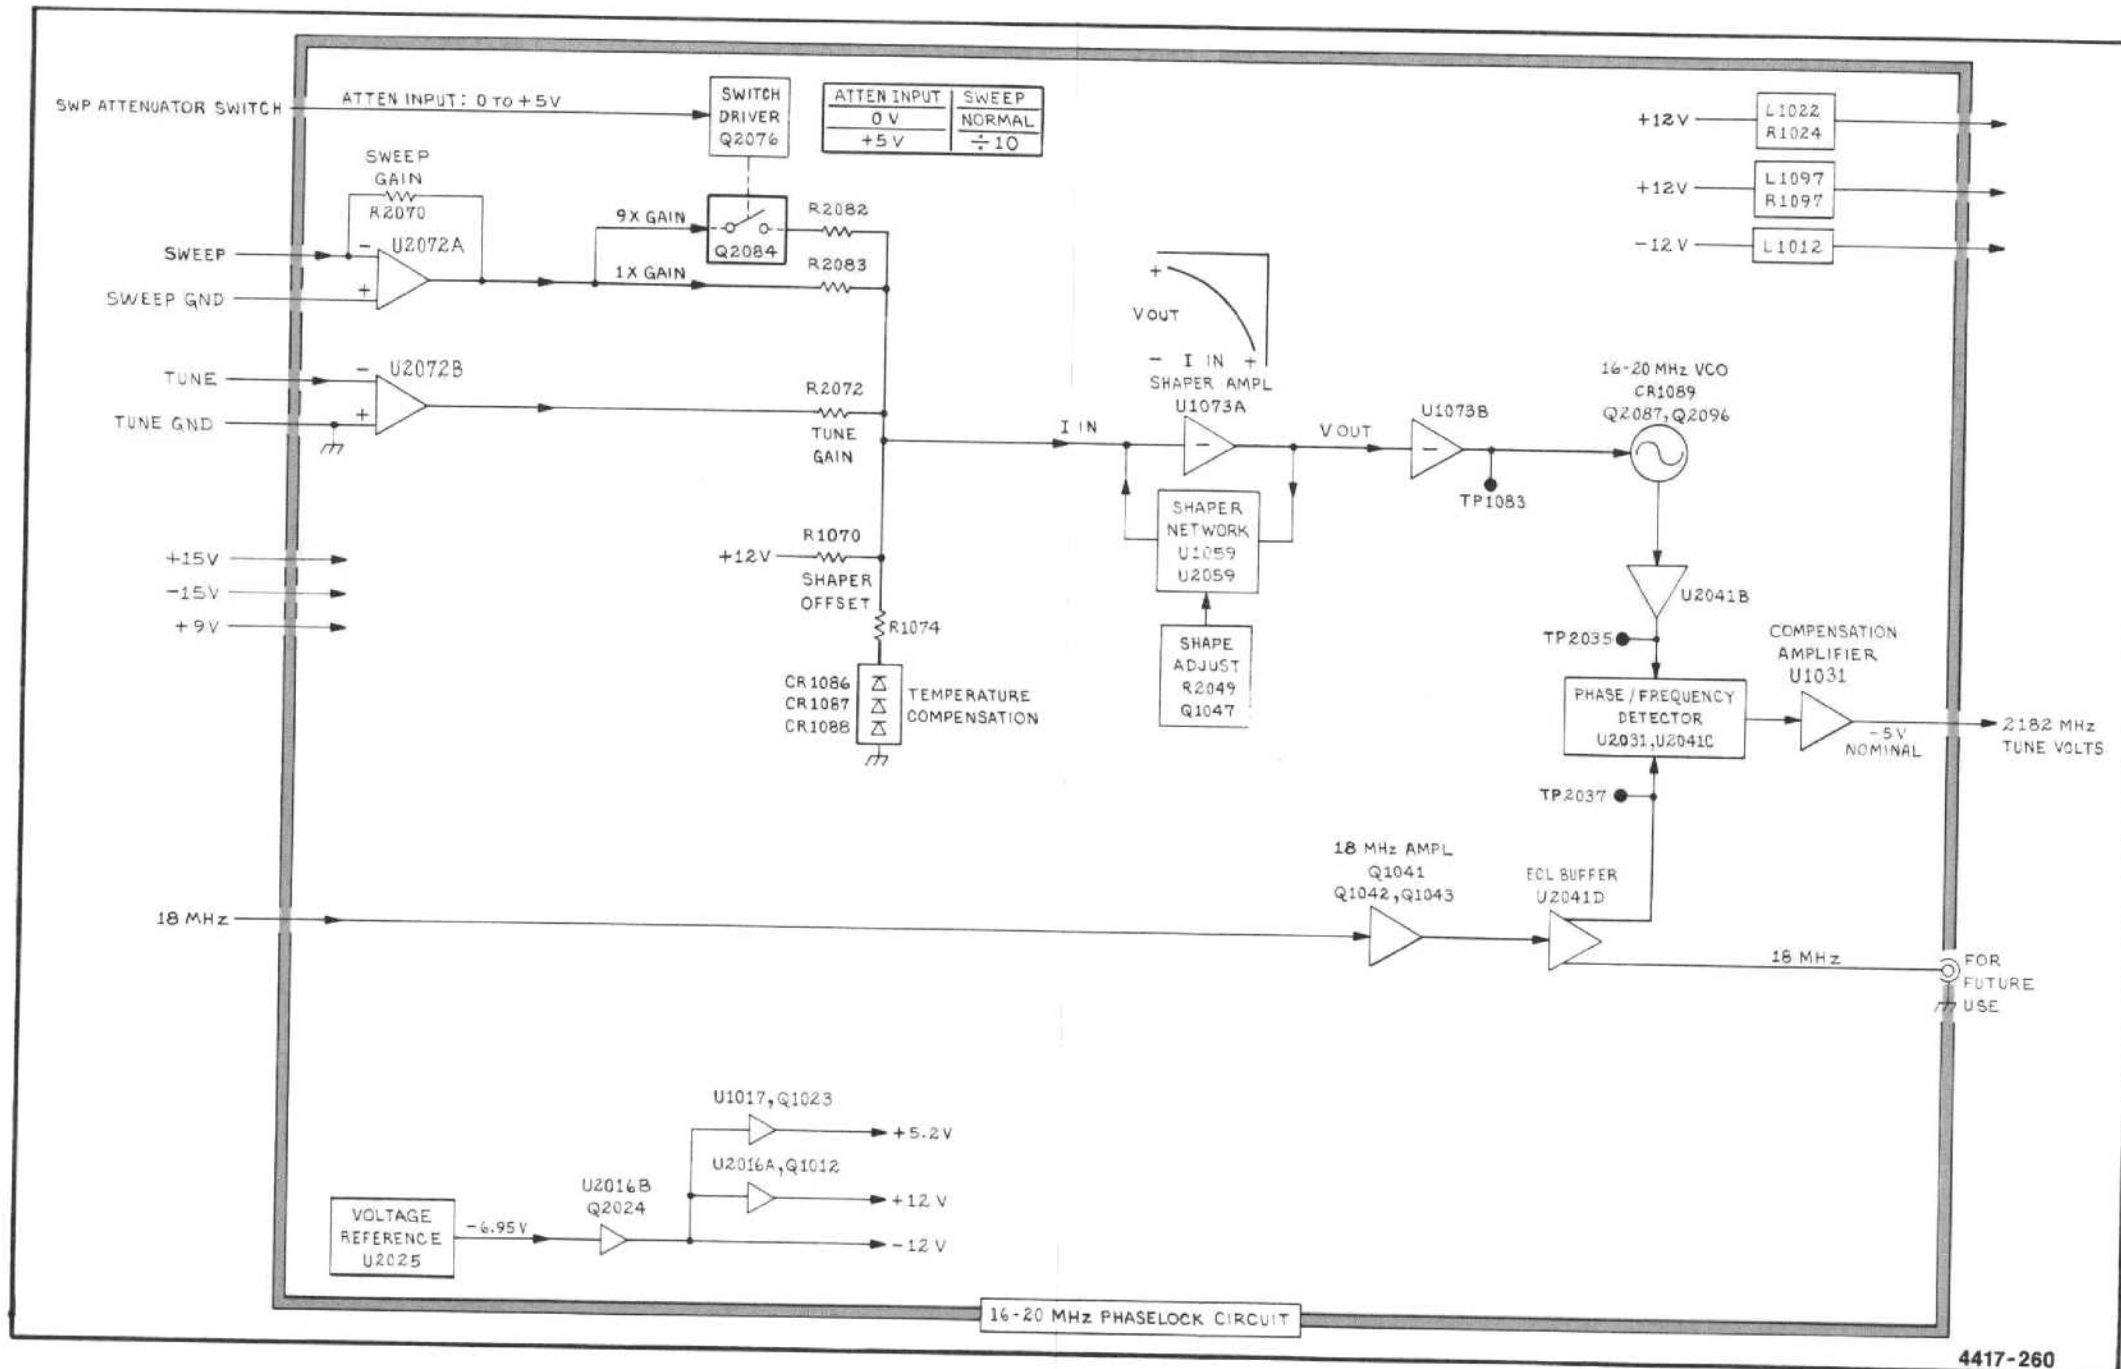 SWP ATTENUATOR SWITCH
ATTEN INPUT: 0 TO +5V
SWITCH
DRIVER
Q2076
ATTEN INPUT SWEEP
0 V NORMAL
+5 V ÷10
+12V
L1022
R1024
+12V
L1097
R1097
-12 V
L1012
SWEEP
GAIN
R2070
SWEEP
SWEEP GND
-
+
U2072A
9X GAIN
1X GAIN
Q2084
R2082
R2083
TUNE
TUNE GND
-
+
U2072B
R2072
TUNE
GAIN
+
V OUT
- I IN +
SHAPER AMPL
U1073A
I IN
-
V OUT
U1073B
-
TP1083
16-20 MHz VCO
CR1089
Q2087,Q2096
SHAPER
NETWORK
U1059
U2059
SHAPE
ADJUST
R2049
Q1047
+15V
-15V
+9V
+12V
R1070
SHAPER
OFFSET
R1074
CR1086
CR1087
CR1088
TEMPERATURE
COMPENSATION
U2041B
TP2035
PHASE/FREQUENCY
DETECTOR
U2031,U2041C
COMPENSATION
AMPLIFIER
U1031
-5V
NOMINAL
2182 MHz
TUNE VOLTS
TP2037
18 MHz
18 MHz AMPL
Q1041
Q1042,Q1043
ECL BUFFER
U2041D
18 MHz
FOR
FUTURE
USE
U1017,Q1023
+5.2V
U2016A,Q1012
+12 V
U2016B
Q2024
-12 V
VOLTAGE
REFERENCE
U2025
-6.95V
16-20 MHz PHASELOCK CIRCUIT
4417-260